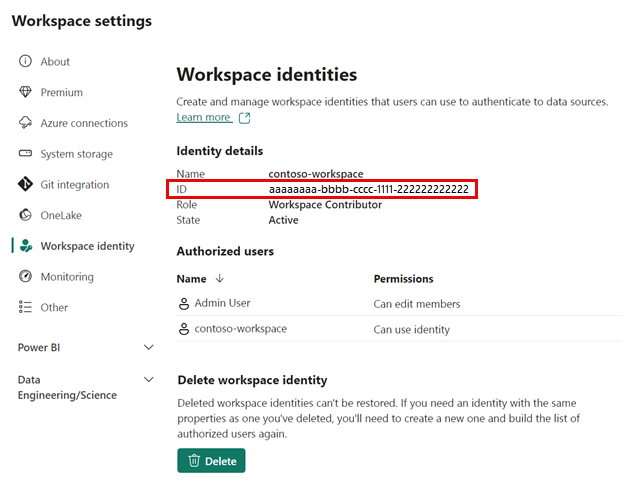 Workspace settings
About
Premium
Azure connections
System storage
Git integration
OneLake
Workspace identity
Monitoring
Other
Power BI
Data
Engineering/Science
Workspace identities
Create and manage workspace identities that users can use to authenticate to data sources.
Learn more
Identity details
Name contoso-workspace
ID aaaaaaaa-bbbb-cccc-1111-222222222222
Role Workspace Contributor
State Active
Authorized users
Name ↓ Permissions
Admin User Can edit members
contoso-workspace Can use identity
Delete workspace identity
Deleted workspace identities can't be restored. If you need an identity with the same
properties as one you've deleted, you'll need to create a new one and build the list of
authorized users again.
Delete